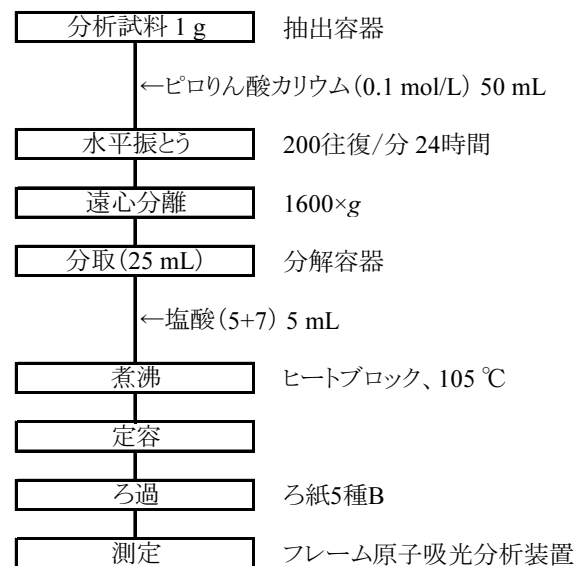 分析試料 1 g 抽出容器
←ピロりん酸カリウム（0.1 mol/L） 50 mL
水平振とう 200往復/分 24時間
遠心分離 1600×g
分取（25 mL） 分解容器
←塩酸（5+7） 5 mL
煮沸 ヒートブロック、105 ℃
定容
ろ過 ろ紙5種B
測定 フレーム原子吸光分析装置